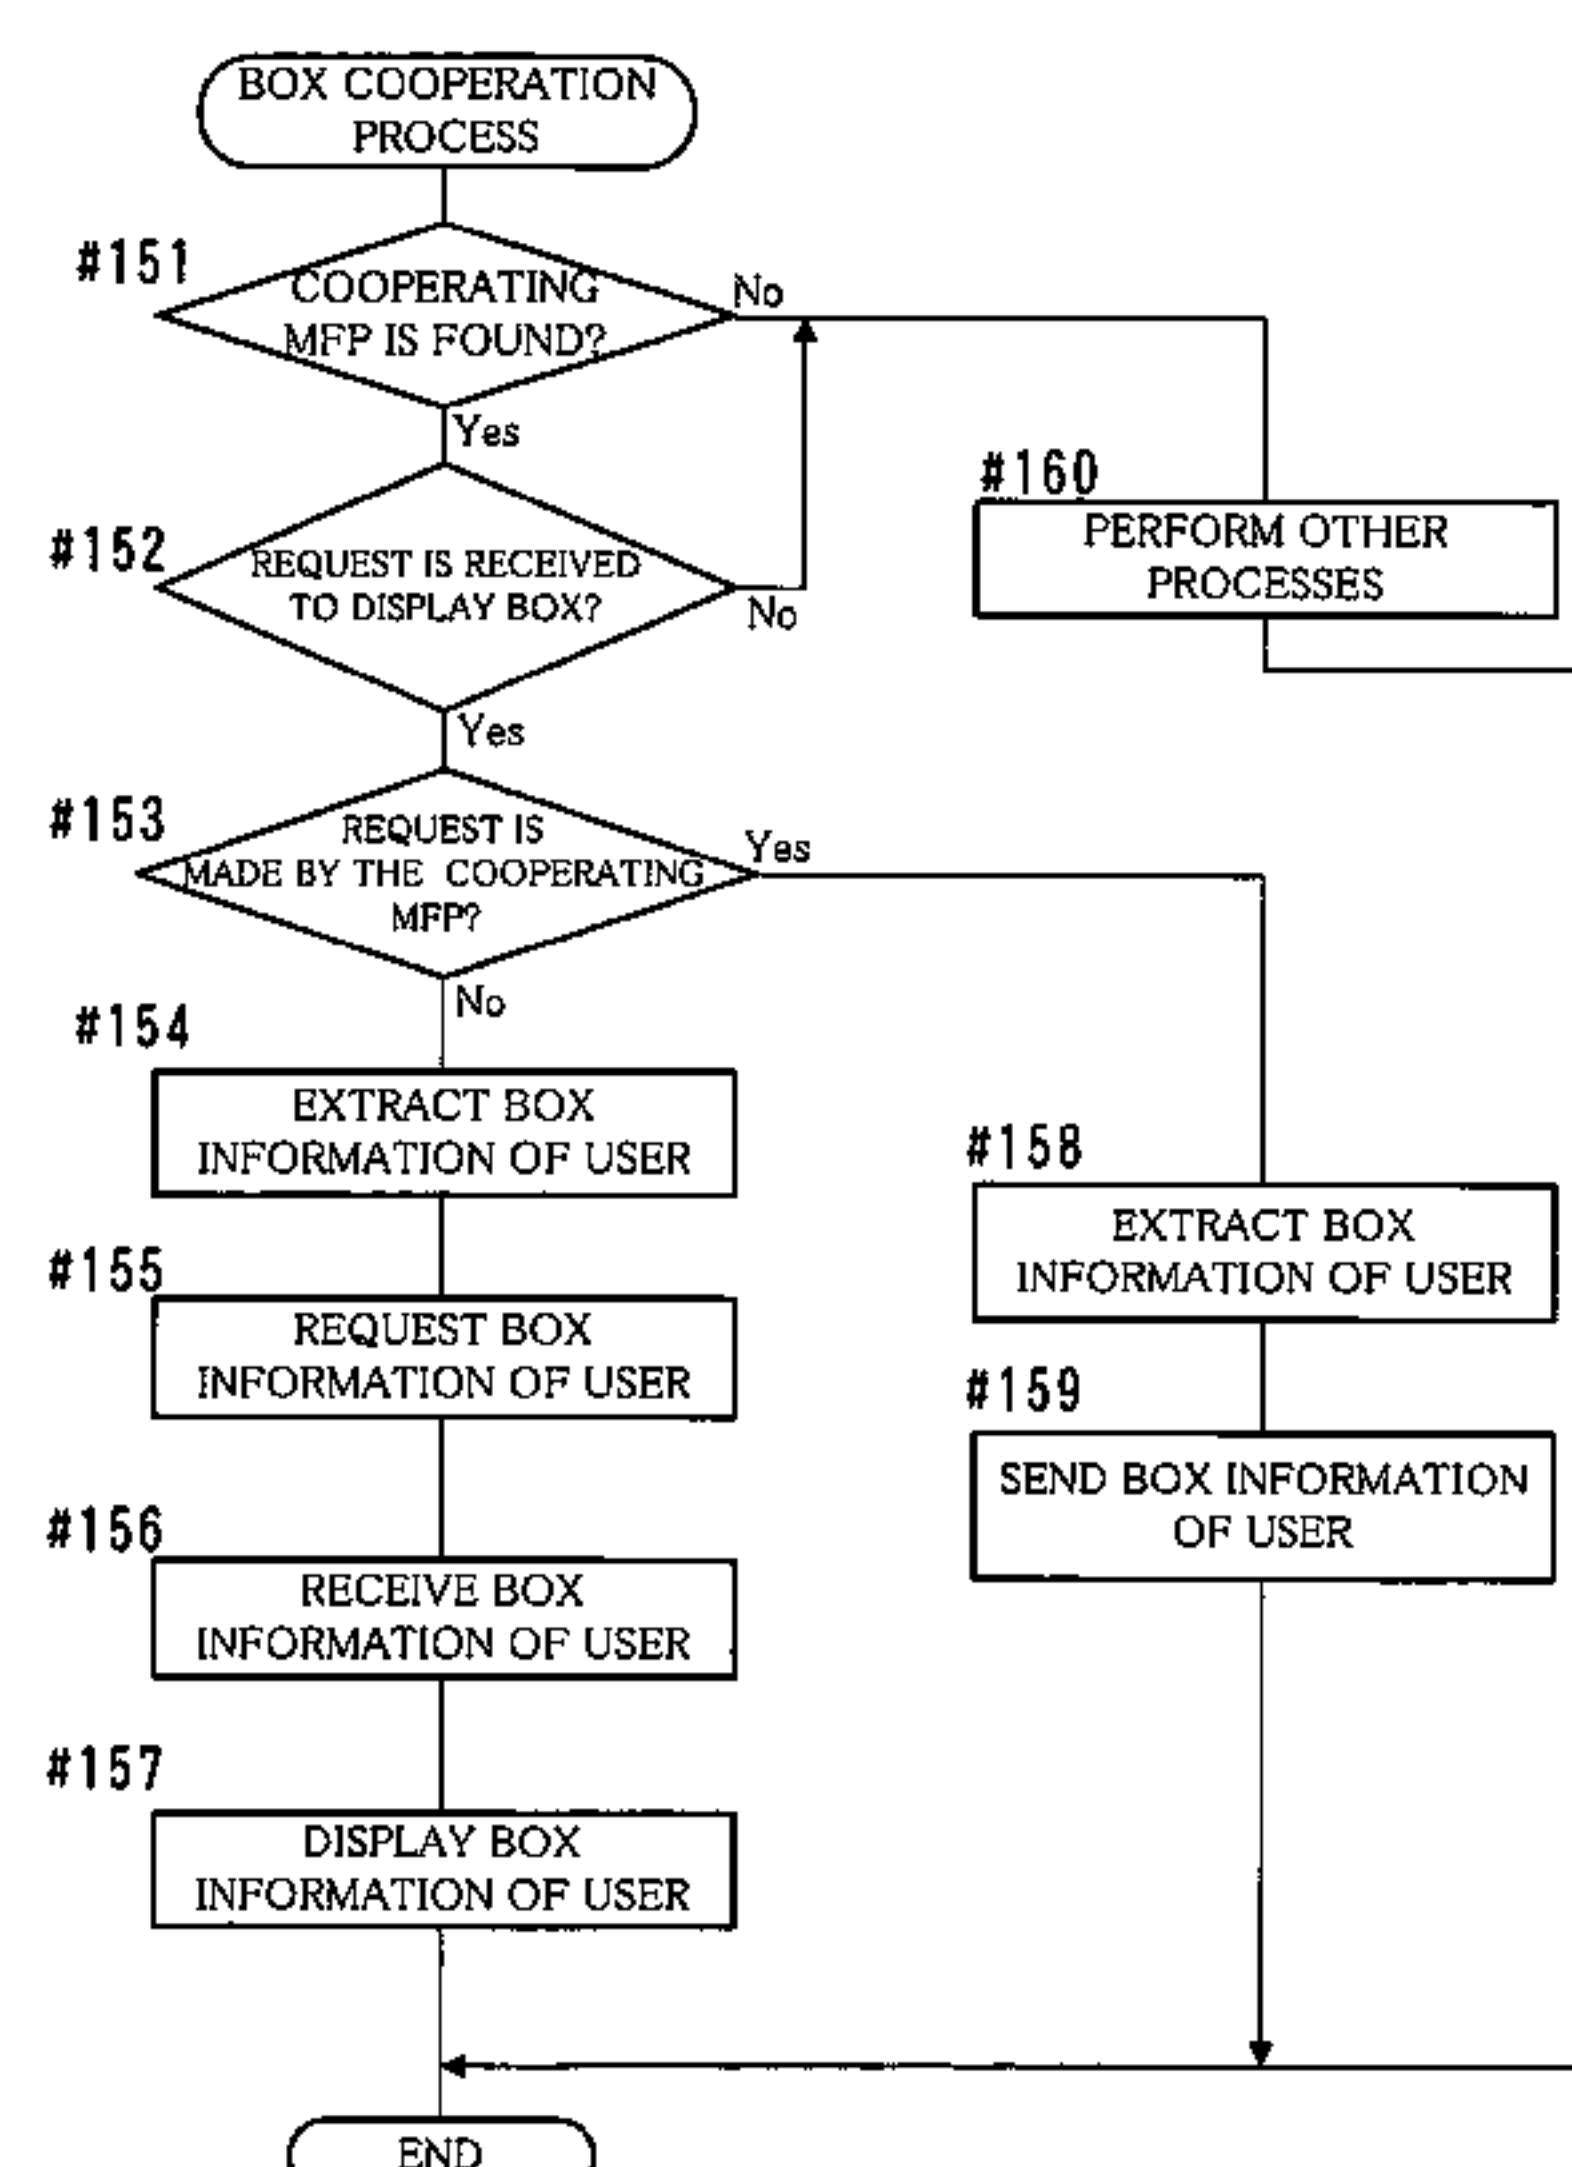 BOX COOPERATION
PROCESS
#151
COOPERATING
MFP IS FOUND?
No
Yes
#160
PERFORM OTHER
PROCESSES
#152
REQUEST IS RECEIVED
TO DISPLAY BOX?
No
Yes
#153
REQUEST IS
MADE BY THE COOPERATING
MFP?
Yes
No
#154
EXTRACT BOX
INFORMATION OF USER
#158
EXTRACT BOX
INFORMATION OF USER
#155
REQUEST BOX
INFORMATION OF USER
#159
SEND BOX INFORMATION
OF USER
#156
RECEIVE BOX
INFORMATION OF USER
#157
DISPLAY BOX
INFORMATION OF USER
END